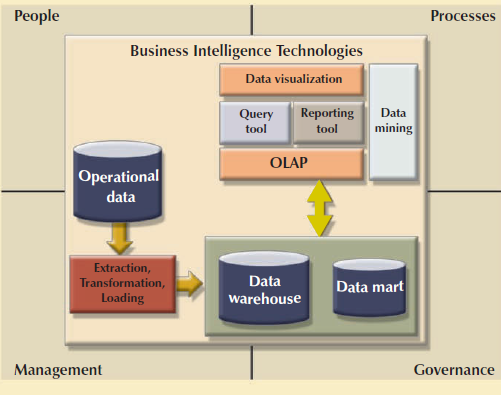 People
Processes
Business Intelligence Technologies
Data visualization
Query
tool
Reporting
tool
Data
mining
OLAP
Operational
data
Extraction,
Transformation,
Loading
Data
warehouse
Data mart
Management
Governance